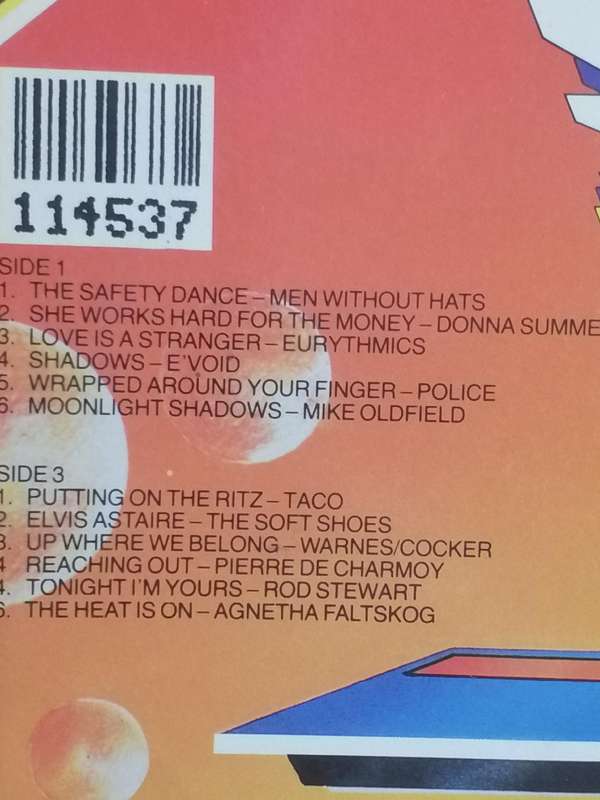 114537
SIDE 1
1. THE SAFETY DANCE – MEN WITHOUT HATS
2. SHE WORKS HARD FOR THE MONEY – DONNA SUMME
3. LOVE IS A STRANGER – EURYTHMICS
4. SHADOWS – E'VOID
5. WRAPPED AROUND YOUR FINGER – POLICE
6. MOONLIGHT SHADOWS – MIKE OLDFIELD
SIDE 3
1. PUTTING ON THE RITZ – TACO
2. ELVIS ASTAIRE – THE SOFT SHOES
3. UP WHERE WE BELONG – WARNES/COCKER
4 REACHING OUT – PIERRE DE CHARMOY
4. TONIGHT I'M YOURS – ROD STEWART
6. THE HEAT IS ON – AGNETHA FALTSKOG